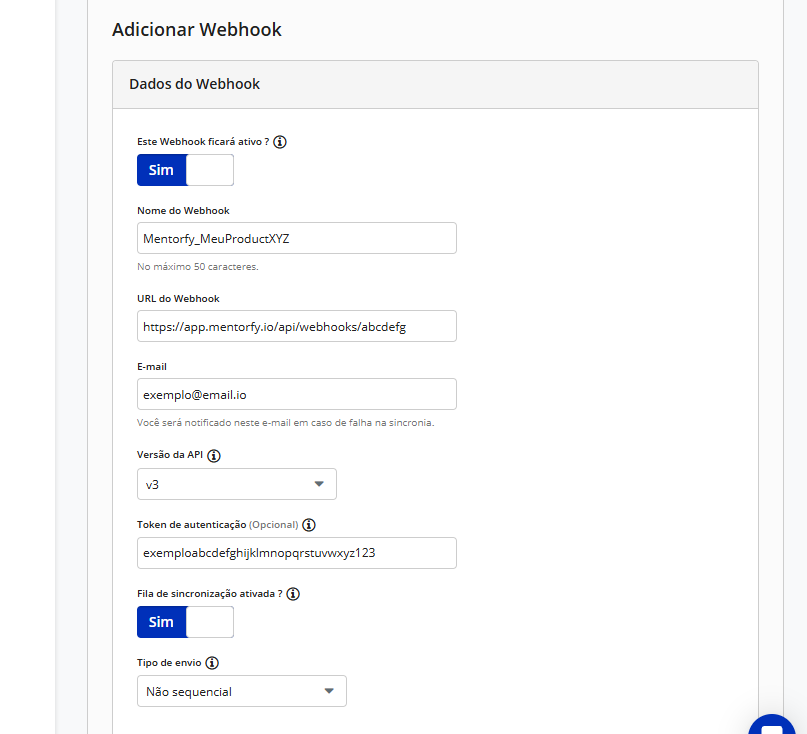 Adicionar Webhook
Dados do Webhook
Este Webhook ficará ativo ?
Sim
Nome do Webhook
Mentorfy_MeuProductXYZ
No máximo 50 caracteres.
URL do Webhook
https://app.mentorfy.io/api/webhooks/abcdefg
E-mail
exemplo@email.io
Você será notificado neste e-mail em caso de falha na sincronia.
Versão da API
v3
Token de autenticação (Opcional)
exemploabcdefghijklmnopqrstuvwxyz123
Fila de sincronização ativada ?
Sim
Tipo de envio
Não sequencial